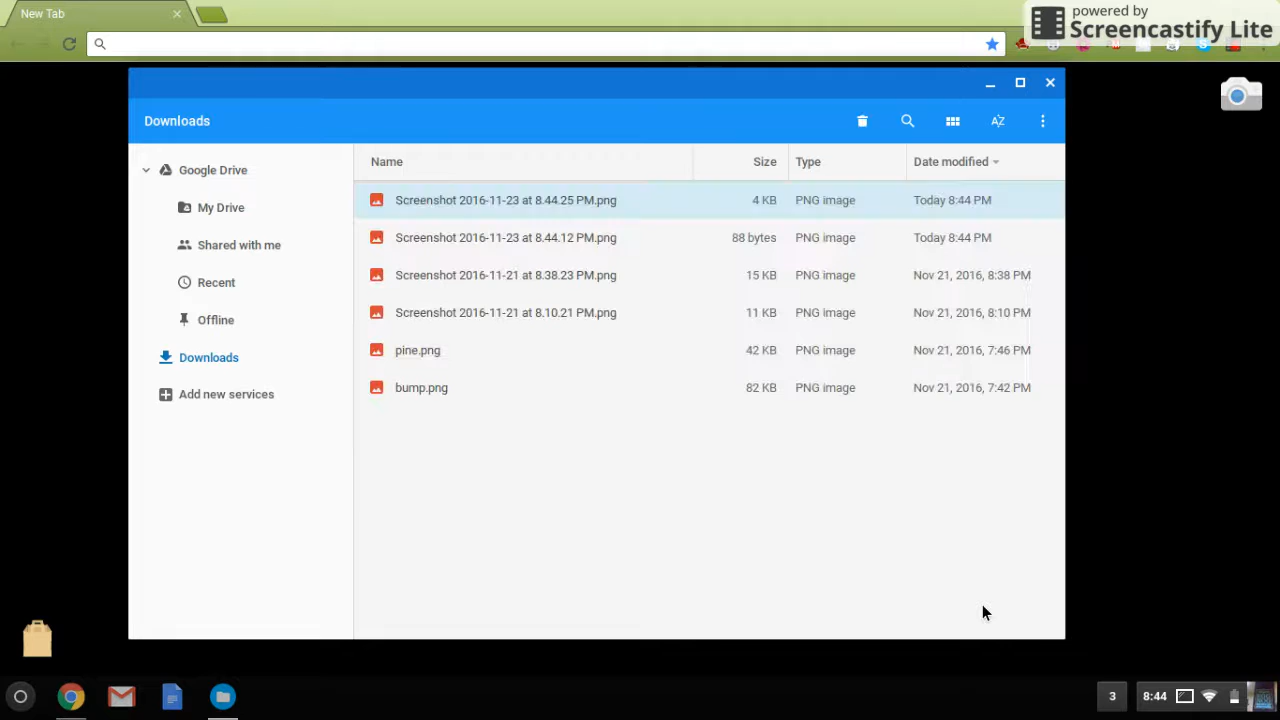 New Tab
powered by
Screencastify Lite
Downloads
AZ
Google Drive
My Drive
Shared with me
Recent
Offline
Downloads
Add new services
Name Size Type Date modified
Screenshot 2016-11-23 at 8.44.25 PM.png 4 KB PNG image Today 8:44 PM
Screenshot 2016-11-23 at 8.44.12 PM.png 88 bytes PNG image Today 8:44 PM
Screenshot 2016-11-21 at 8.38.23 PM.png 15 KB PNG image Nov 21, 2016, 8:38 PM
Screenshot 2016-11-21 at 8.10.21 PM.png 11 KB PNG image Nov 21, 2016, 8:10 PM
pine.png 42 KB PNG image Nov 21, 2016, 7:46 PM
bump.png 82 KB PNG image Nov 21, 2016, 7:42 PM
3 8:44